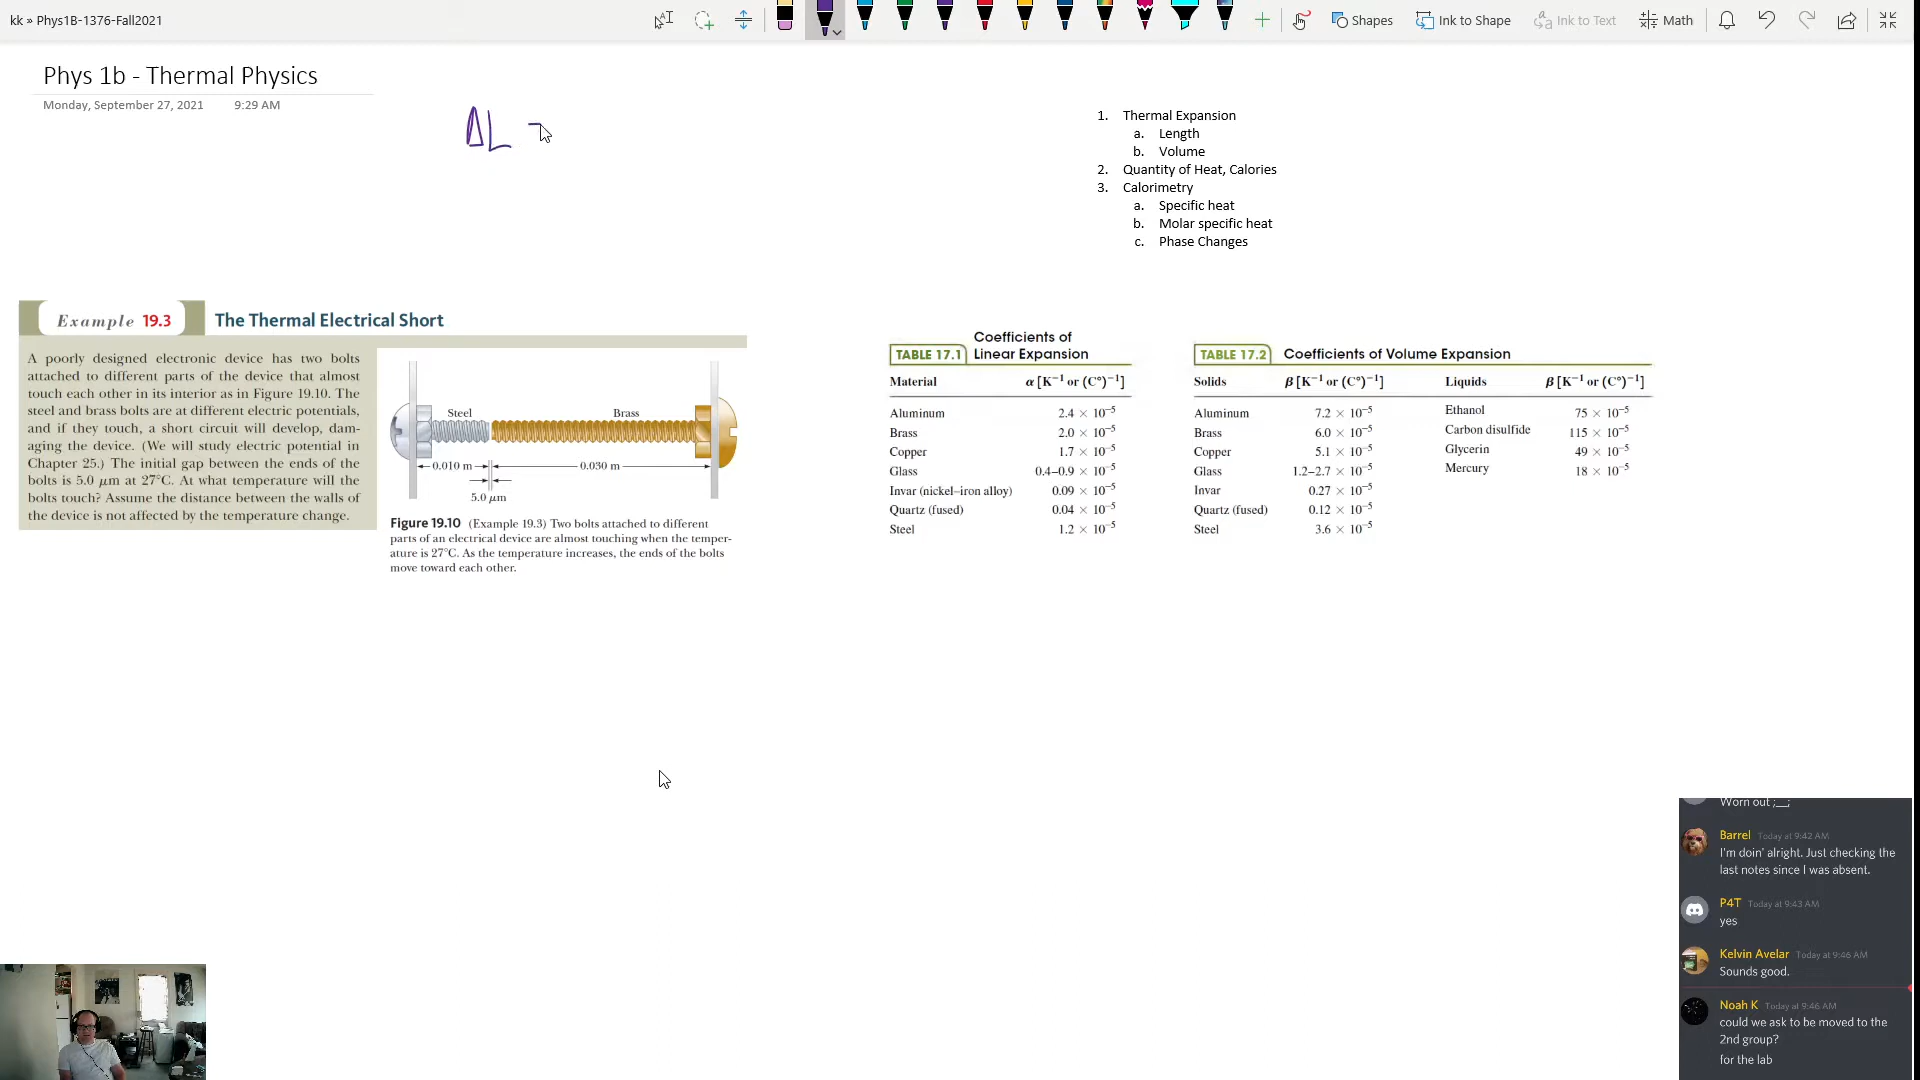 kk » Phys1B-1376-Fall2021
Shapes
Ink to Shape
Ink to Text
Math
Phys 1b - Thermal Physics
Monday, September 27, 2021 9:29 AM
ΔL
1. Thermal Expansion
a. Length
b. Volume
2. Quantity of Heat, Calories
3. Calorimetry
a. Specific heat
b. Molar specific heat
c. Phase Changes
Example 19.3 The Thermal Electrical Short
A poorly designed electronic device has two bolts
attached to different parts of the device that almost
touch each other in its interior as in Figure 19.10. The
steel and brass bolts are at different electric potentials,
and if they touch, a short circuit will develop, dam-
aging the device. (We will study electric potential in
Chapter 25.) The initial gap between the ends of the
bolts is 5.0 μm at 27°C. At what temperature will the
bolts touch? Assume the distance between the walls of
the device is not affected by the temperature change.
Steel Brass
0.010 m 0.030 m
5.0 μm
Figure 19.10 (Example 19.3) Two bolts attached to different
parts of an electrical device are almost touching when the temper-
ature is 27°C. As the temperature increases, the ends of the bolts
move toward each other.
TABLE 17.1 Coefficients of
Linear Expansion
Material α [K⁻¹ or (C°)⁻¹]
Aluminum 2.4 × 10⁻⁵
Brass 2.0 × 10⁻⁵
Copper 1.7 × 10⁻⁵
Glass 0.4–0.9 × 10⁻⁵
Invar (nickel–iron alloy) 0.09 × 10⁻⁵
Quartz (fused) 0.04 × 10⁻⁵
Steel 1.2 × 10⁻⁵
TABLE 17.2 Coefficients of Volume Expansion
Solids β [K⁻¹ or (C°)⁻¹] Liquids β [K⁻¹ or (C°)⁻¹]
Aluminum 7.2 × 10⁻⁵ Ethanol 75 × 10⁻⁵
Brass 6.0 × 10⁻⁵ Carbon disulfide 115 × 10⁻⁵
Copper 5.1 × 10⁻⁵ Glycerin 49 × 10⁻⁵
Glass 1.2–2.7 × 10⁻⁵ Mercury 18 × 10⁻⁵
Invar 0.27 × 10⁻⁵
Quartz (fused) 0.12 × 10⁻⁵
Steel 3.6 × 10⁻⁵
Worn out ;__;
Barrel Today at 9:42 AM
I'm doin' alright. Just checking the
last notes since I was absent.
P4T Today at 9:43 AM
yes
Kelvin Avelar Today at 9:46 AM
Sounds good.
Noah K Today at 9:46 AM
could we ask to be moved to the
2nd group?
for the lab